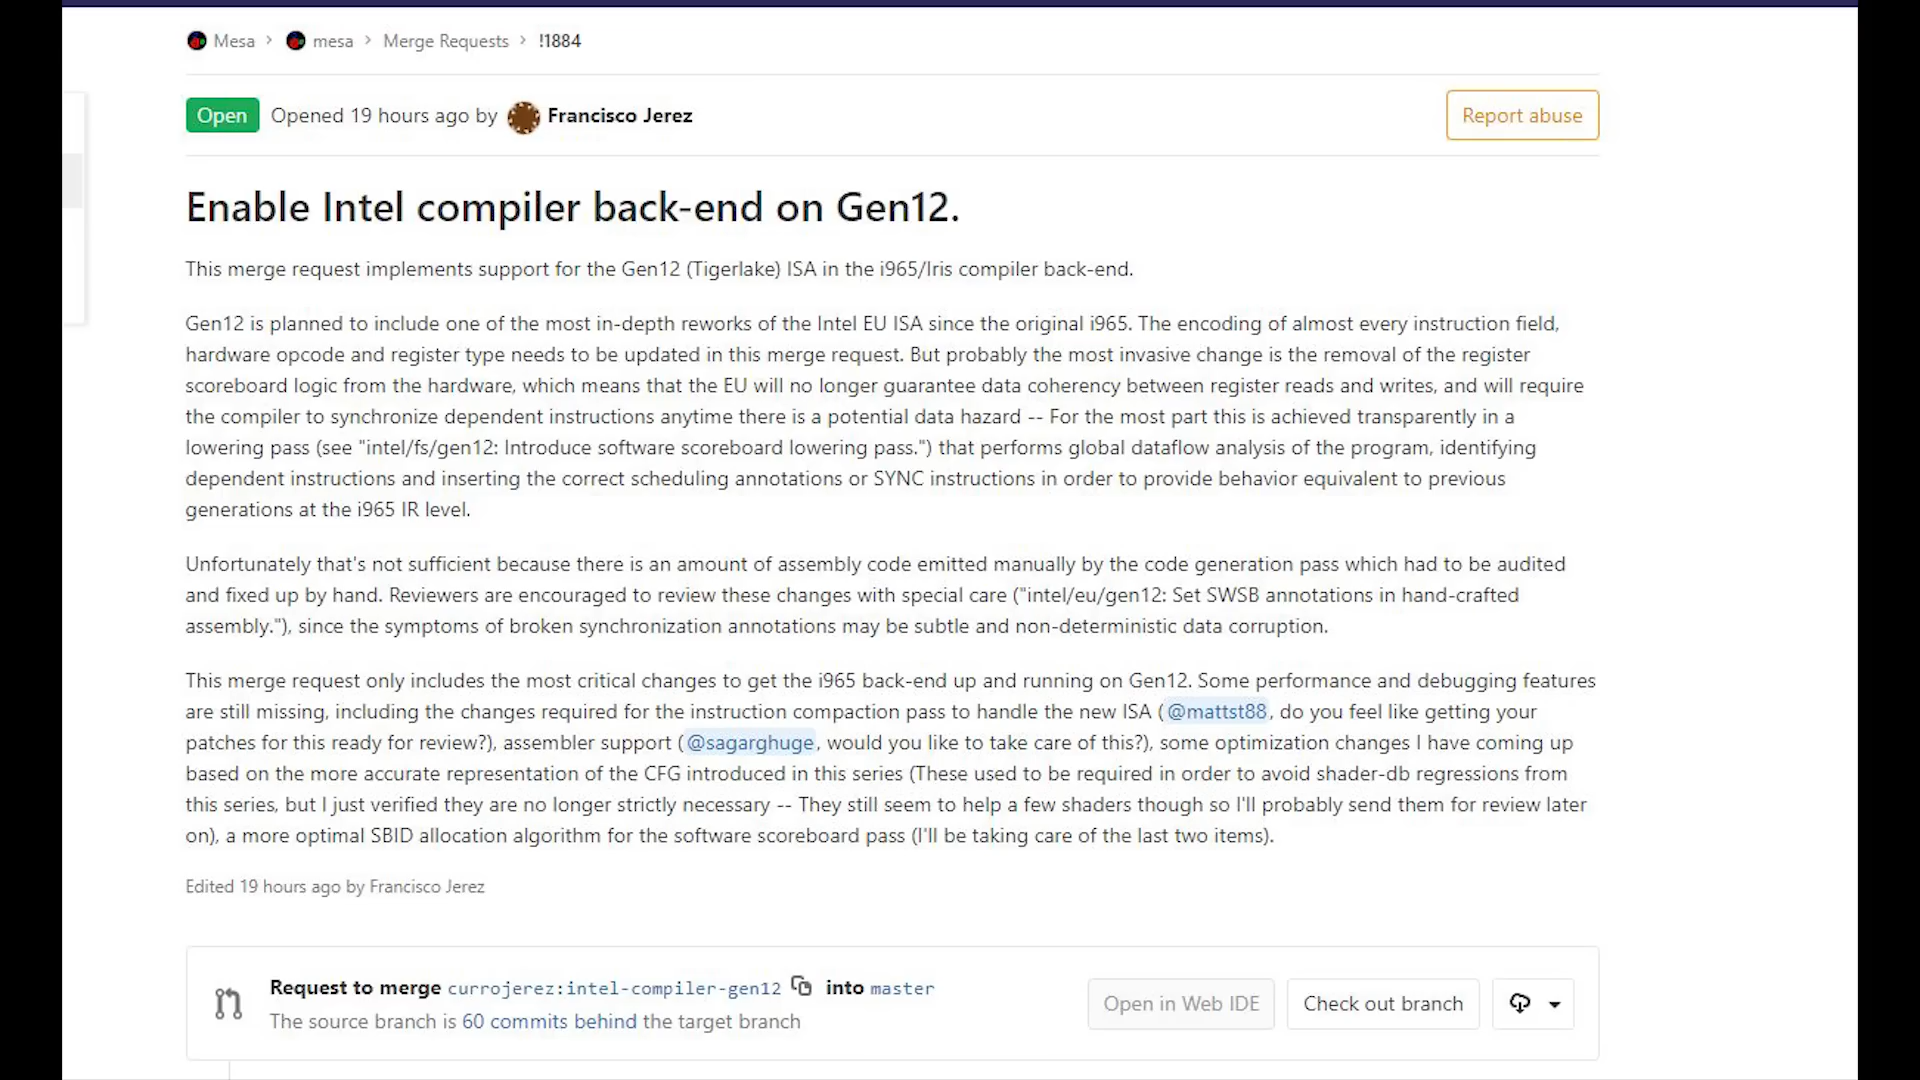 Mesa > mesa > Merge Requests > !1884
Open Opened 19 hours ago by Francisco Jerez Report abuse
Enable Intel compiler back-end on Gen12.
This merge request implements support for the Gen12 (Tigerlake) ISA in the i965/Iris compiler back-end.
Gen12 is planned to include one of the most in-depth reworks of the Intel EU ISA since the original i965. The encoding of almost every instruction field,
hardware opcode and register type needs to be updated in this merge request. But probably the most invasive change is the removal of the register
scoreboard logic from the hardware, which means that the EU will no longer guarantee data coherency between register reads and writes, and will require
the compiler to synchronize dependent instructions anytime there is a potential data hazard -- For the most part this is achieved transparently in a
lowering pass (see "intel/fs/gen12: Introduce software scoreboard lowering pass.") that performs global dataflow analysis of the program, identifying
dependent instructions and inserting the correct scheduling annotations or SYNC instructions in order to provide behavior equivalent to previous
generations at the i965 IR level.
Unfortunately that's not sufficient because there is an amount of assembly code emitted manually by the code generation pass which had to be audited
and fixed up by hand. Reviewers are encouraged to review these changes with special care ("intel/eu/gen12: Set SWSB annotations in hand-crafted
assembly."), since the symptoms of broken synchronization annotations may be subtle and non-deterministic data corruption.
This merge request only includes the most critical changes to get the i965 back-end up and running on Gen12. Some performance and debugging features
are still missing, including the changes required for the instruction compaction pass to handle the new ISA (@mattst88, do you feel like getting your
patches for this ready for review?), assembler support (@sagarghuge, would you like to take care of this?), some optimization changes I have coming up
based on the more accurate representation of the CFG introduced in this series (These used to be required in order to avoid shader-db regressions from
this series, but I just verified they are no longer strictly necessary -- They still seem to help a few shaders though so I'll probably send them for review later
on), a more optimal SBID allocation algorithm for the software scoreboard pass (I'll be taking care of the last two items).
Edited 19 hours ago by Francisco Jerez
Request to merge currojerez:intel-compiler-gen12 into master
The source branch is 60 commits behind the target branch
Open in Web IDE Check out branch